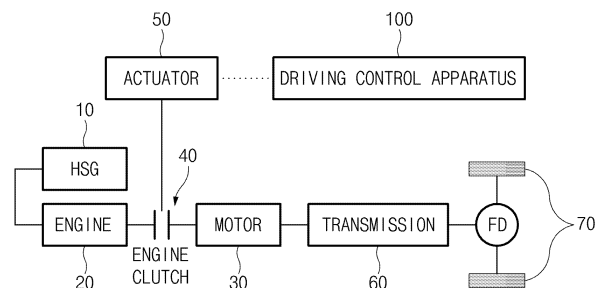 50
100
ACTUATOR
DRIVING CONTROL APPARATUS
10
HSG
40
ENGINE
MOTOR
TRANSMISSION
FD
70
20
ENGINE
CLUTCH
30
60